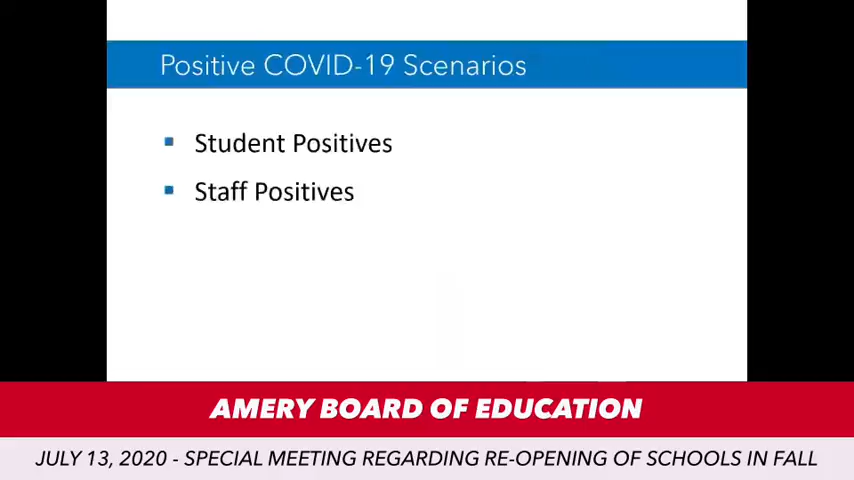 Positive COVID-19 Scenarios
Student Positives
Staff Positives
AMERY BOARD OF EDUCATION
JULY 13, 2020 - SPECIAL MEETING REGARDING RE-OPENING OF SCHOOLS IN FALL